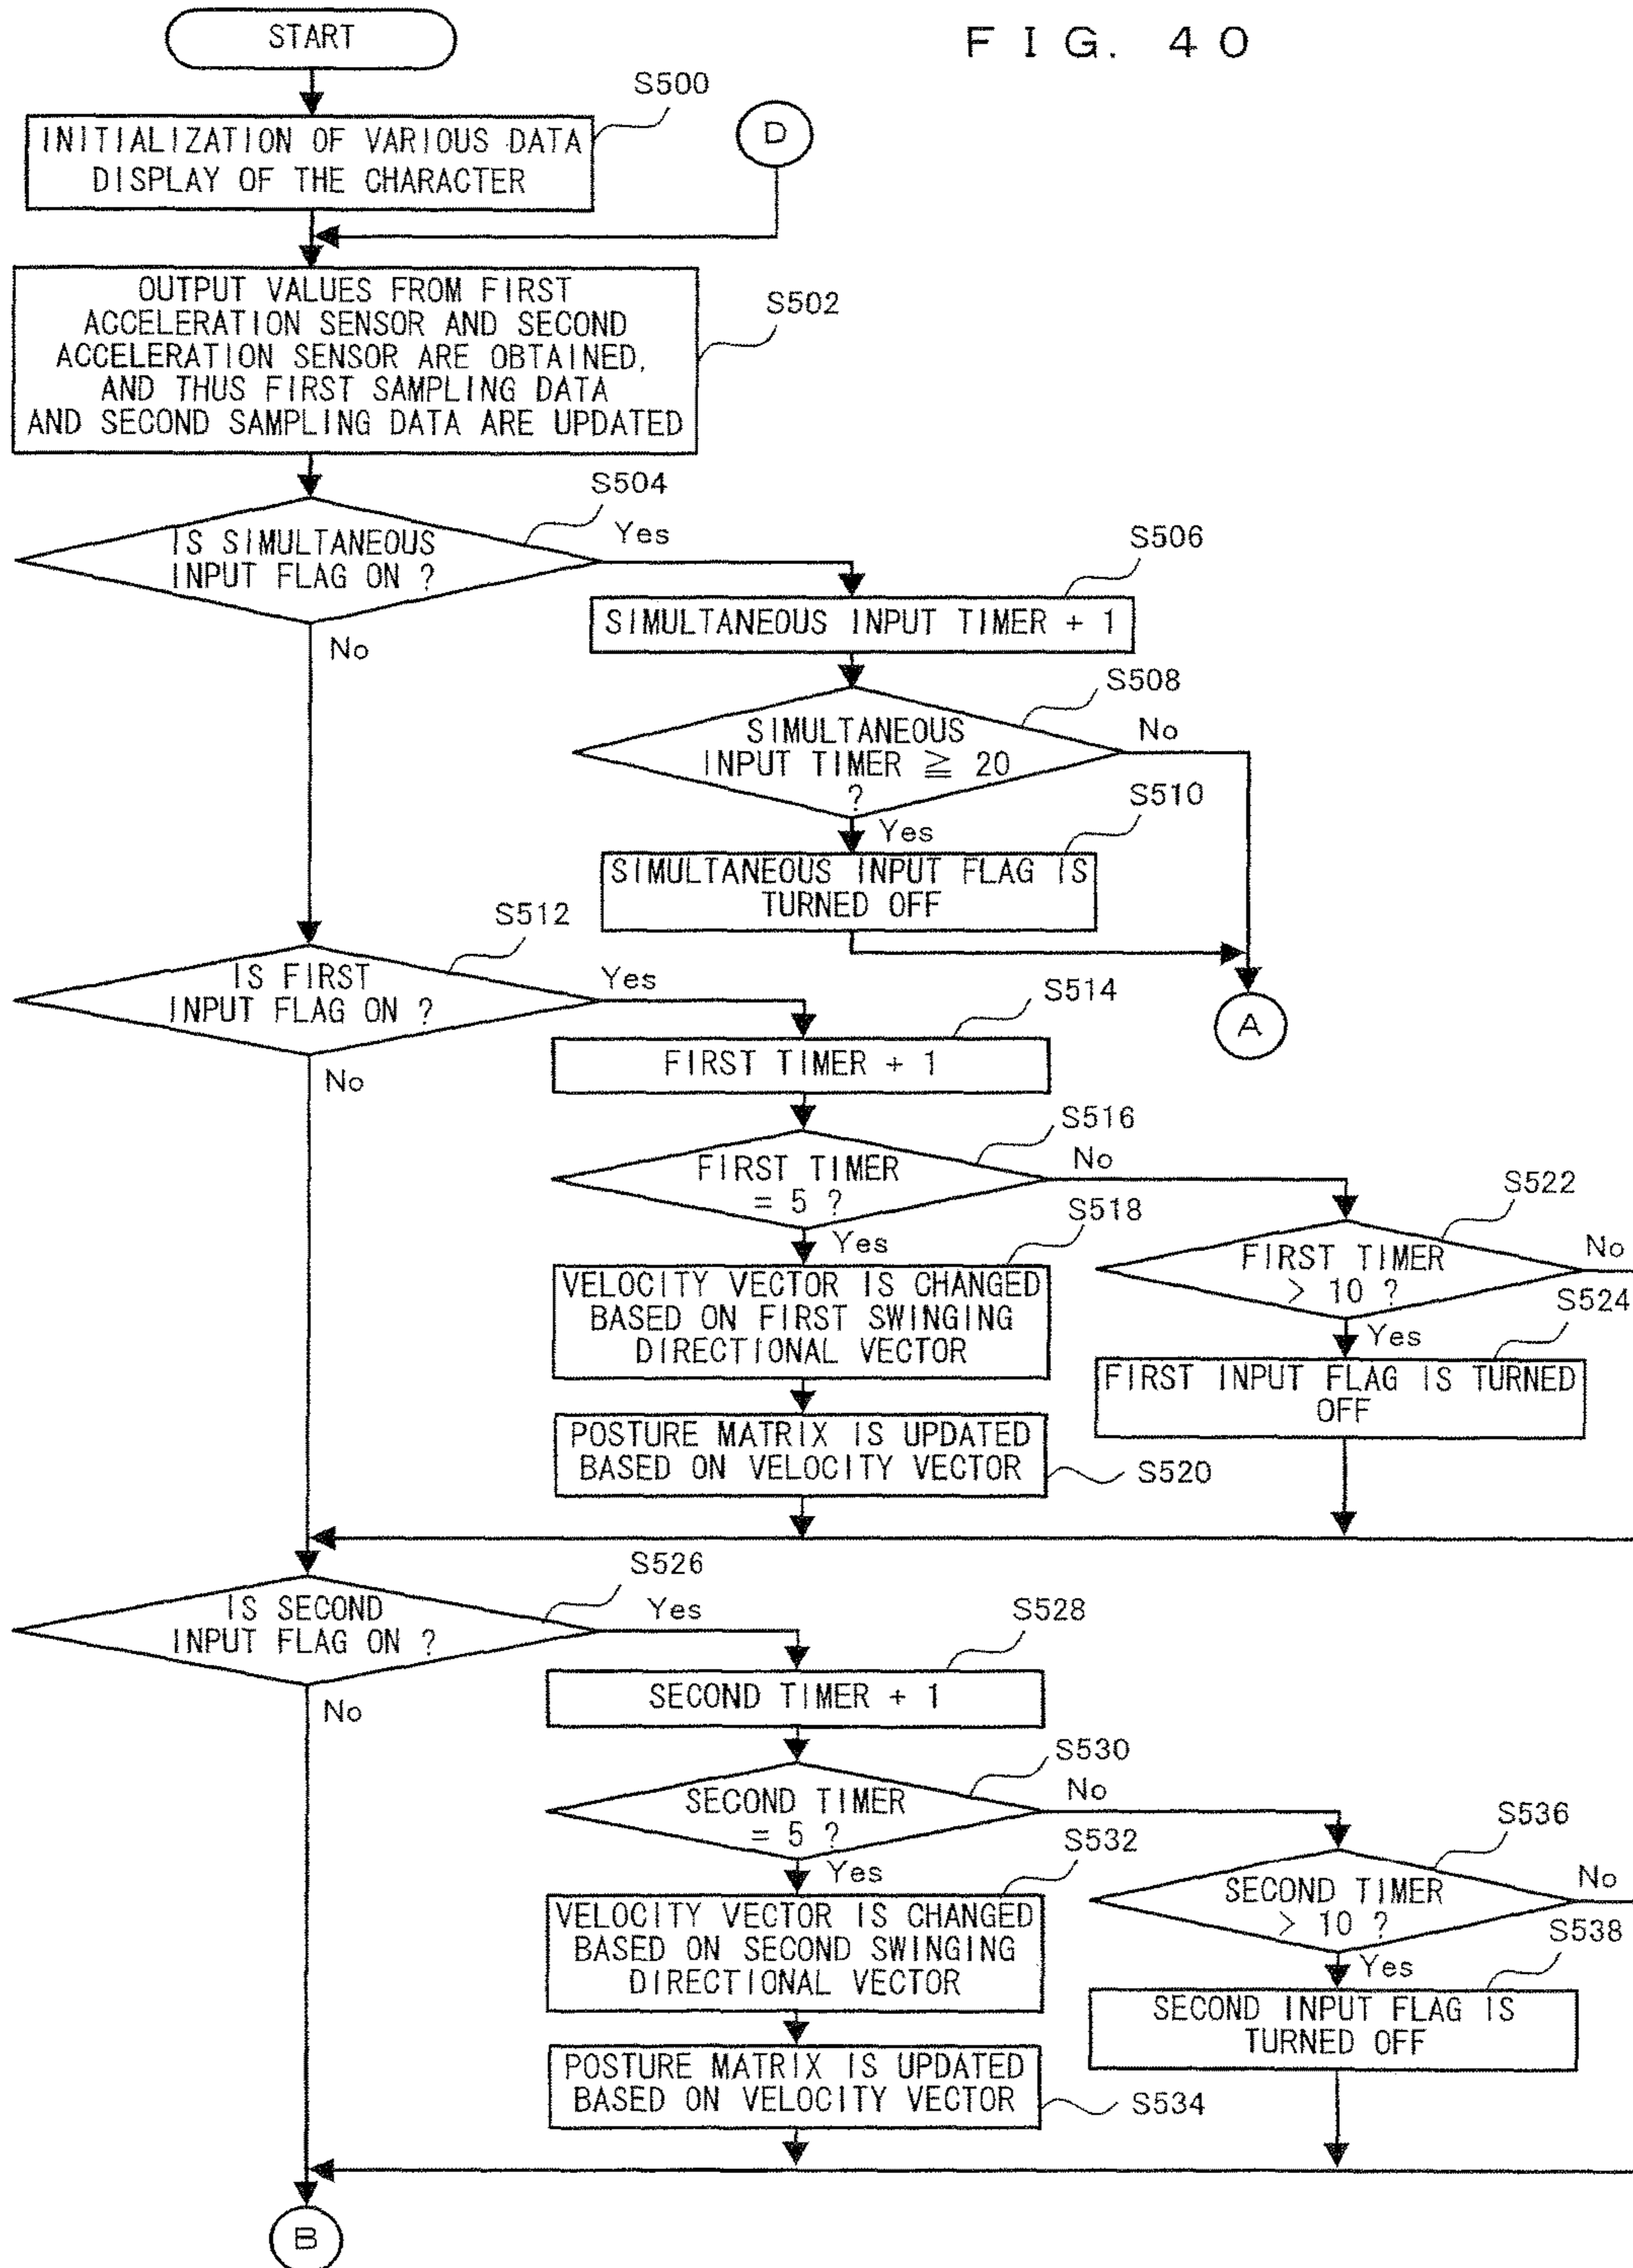 FIG. 40
START
S500
INITIALIZATION OF VARIOUS DATA
DISPLAY OF THE CHARACTER
D
OUTPUT VALUES FROM FIRST
ACCELERATION SENSOR AND SECOND
ACCELERATION SENSOR ARE OBTAINED,
AND THUS FIRST SAMPLING DATA
AND SECOND SAMPLING DATA ARE UPDATED
S502
S504
IS SIMULTANEOUS
INPUT FLAG ON ?
Yes
No
S506
SIMULTANEOUS INPUT TIMER + 1
S508
SIMULTANEOUS
INPUT TIMER ≧ 20
?
No
Yes
S510
SIMULTANEOUS INPUT FLAG IS
TURNED OFF
A
S512
IS FIRST
INPUT FLAG ON ?
Yes
No
S514
FIRST TIMER + 1
S516
FIRST TIMER
= 5 ?
No
Yes
S518
VELOCITY VECTOR IS CHANGED
BASED ON FIRST SWINGING
DIRECTIONAL VECTOR
POSTURE MATRIX IS UPDATED
BASED ON VELOCITY VECTOR
S520
S522
FIRST TIMER
> 10 ?
No
Yes
S524
FIRST INPUT FLAG IS TURNED
OFF
S526
IS SECOND
INPUT FLAG ON ?
Yes
No
S528
SECOND TIMER + 1
S530
SECOND TIMER
= 5 ?
No
Yes
S532
VELOCITY VECTOR IS CHANGED
BASED ON SECOND SWINGING
DIRECTIONAL VECTOR
POSTURE MATRIX IS UPDATED
BASED ON VELOCITY VECTOR
S534
S536
SECOND TIMER
> 10 ?
No
Yes
S538
SECOND INPUT FLAG IS
TURNED OFF
B